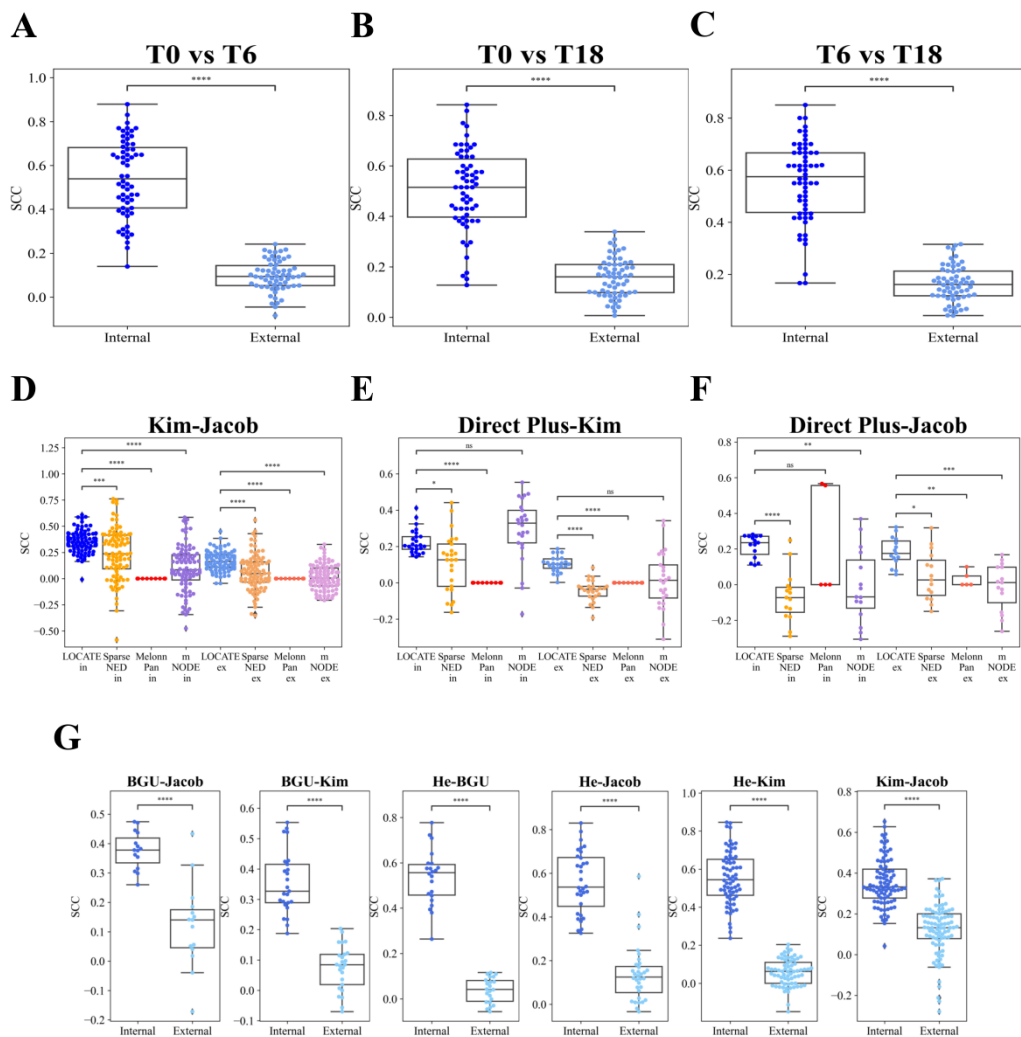 A
B
C
T0 vs T6
T0 vs T18
T6 vs T18
****
****
****
1.0
0.8
0.6
0.4
0.2
0.0
SCC
Internal
External
0.8
0.6
0.4
0.2
0.0
SCC
Internal
External
0.8
0.6
0.4
0.2
SCC
Internal
External
D
E
F
Kim-Jacob
Direct Plus-Kim
Direct Plus-Jacob
****
****
***
****
****
****
1.25
1.00
0.75
0.50
0.25
0.00
−0.25
−0.50
SCC
LOCATE in
Sparse NED in
Melonn Pan in
m NODE in
LOCATE ex
Sparse NED ex
Melonn Pan ex
m NODE ex
ns
****
*
ns
****
****
0.6
0.4
0.2
0.0
−0.2
SCC
LOCATE in
Sparse NED in
Melonn Pan in
m NODE in
LOCATE ex
Sparse NED ex
Melonn Pan ex
m NODE ex
**
ns
****
***
**
*
0.8
0.6
0.4
0.2
0.0
−0.2
SCC
LOCATE in
Sparse NED in
Melonn Pan in
m NODE in
LOCATE ex
Sparse NED ex
Melonn Pan ex
m NODE ex
G
BGU-Jacob
BGU-Kim
He-BGU
He-Jacob
He-Kim
Kim-Jacob
****
0.5
0.4
0.3
0.2
0.1
0.0
−0.1
−0.2
SCC
Internal
External
****
0.6
0.5
0.4
0.3
0.2
0.1
0.0
−0.1
SCC
Internal
External
****
0.8
0.6
0.4
0.2
0.0
SCC
Internal
External
****
0.8
0.6
0.4
0.2
0.0
SCC
Internal
External
****
1.0
0.8
0.6
0.4
0.2
0.0
−0.2
SCC
Internal
External
****
0.8
0.6
0.4
0.2
0.0
−0.2
SCC
Internal
External